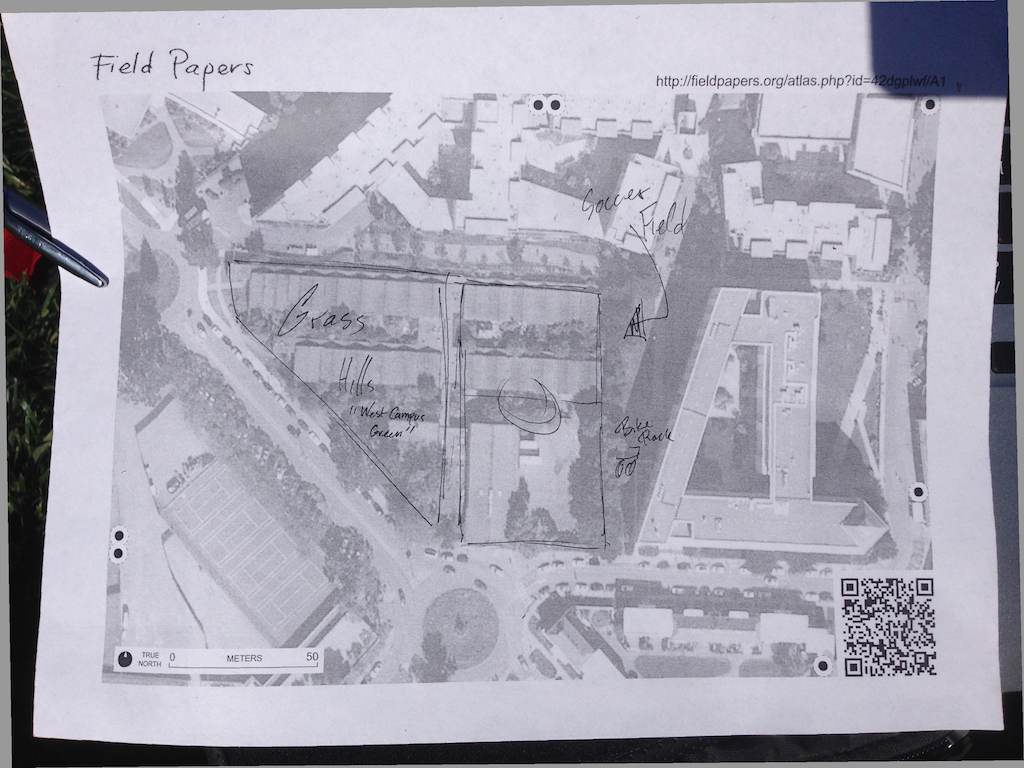 Field Papers
http://fieldpapers.org/atlas.php?id=42dgplwf/A1
Soccer
Field
Grass
Hills
"West Campus
Green"
Bike
Rack
TRUE
NORTH
0 METERS 50